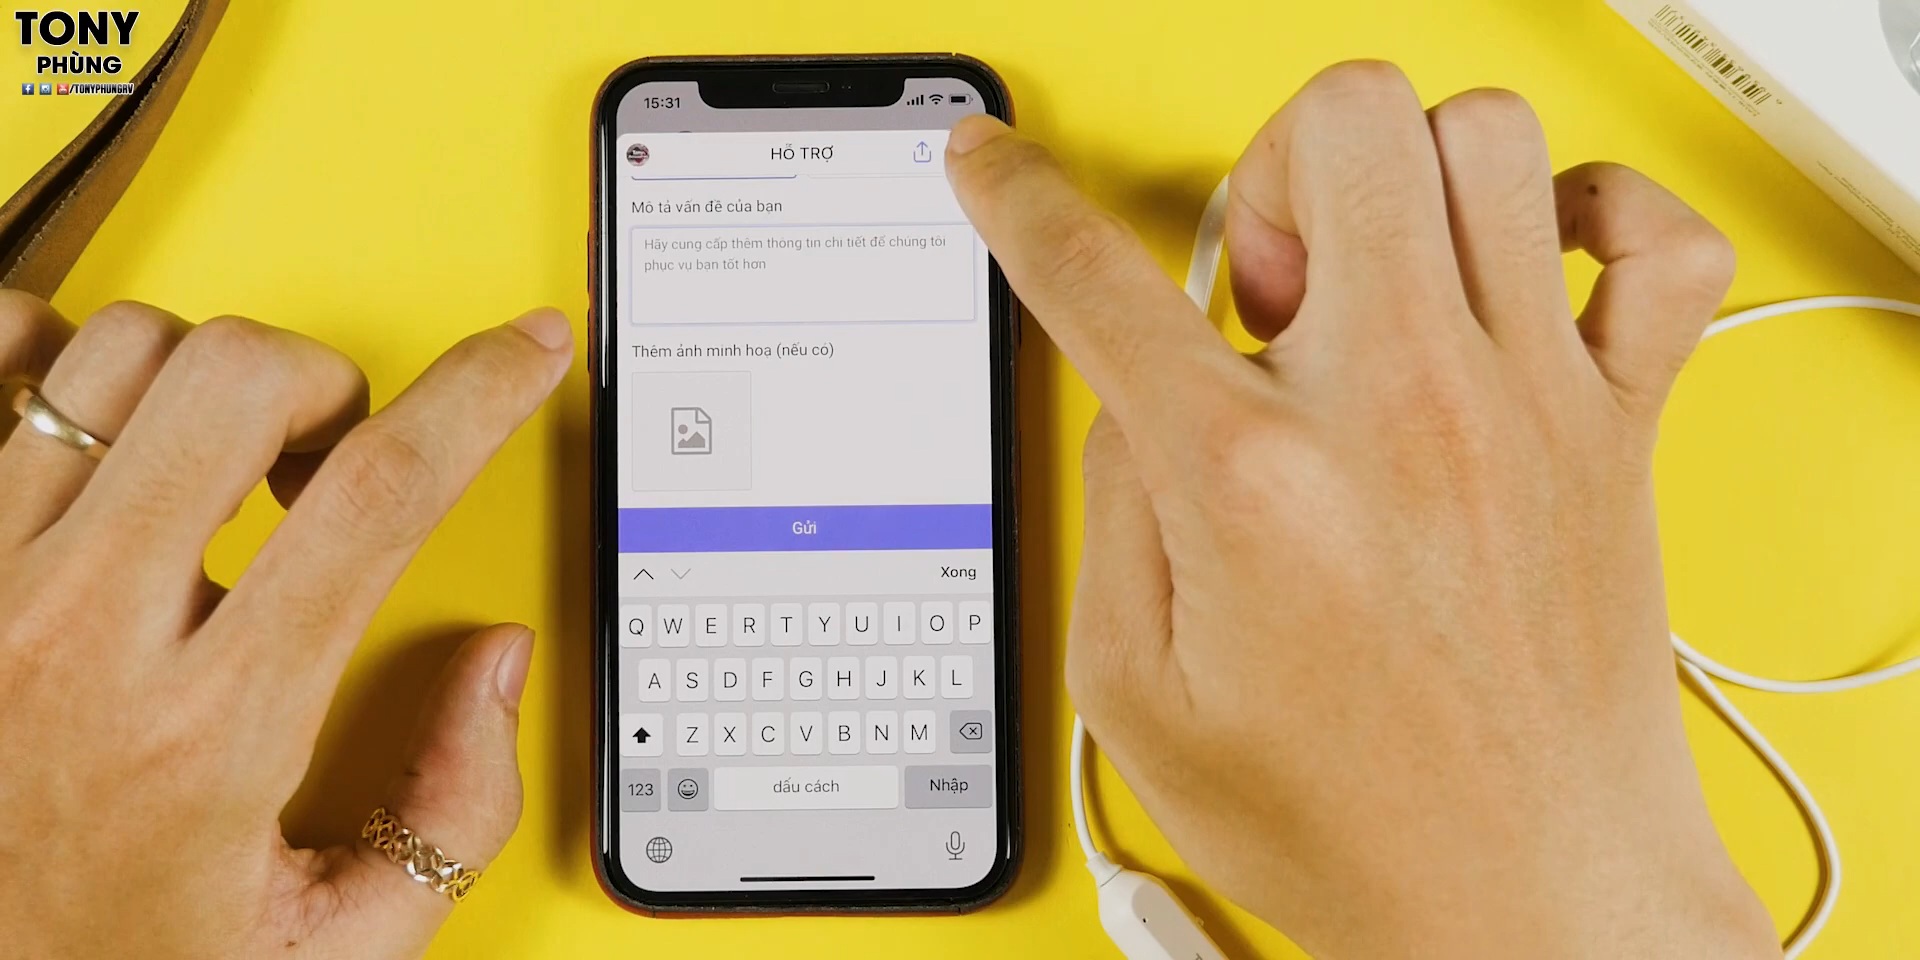 TONY
PHÙNG
/TONYPHUNGRV
15:31
HỖ TRỢ
Mô tả vấn đề của bạn
Hãy cung cấp thêm thông tin chi tiết để chúng tôi
phục vụ bạn tốt hơn
Thêm ảnh minh hoạ (nếu có)
Gửi
Xong
Q W E R T Y U I O P
A S D F G H J K L
Z X C V B N M
123
dấu cách
Nhập